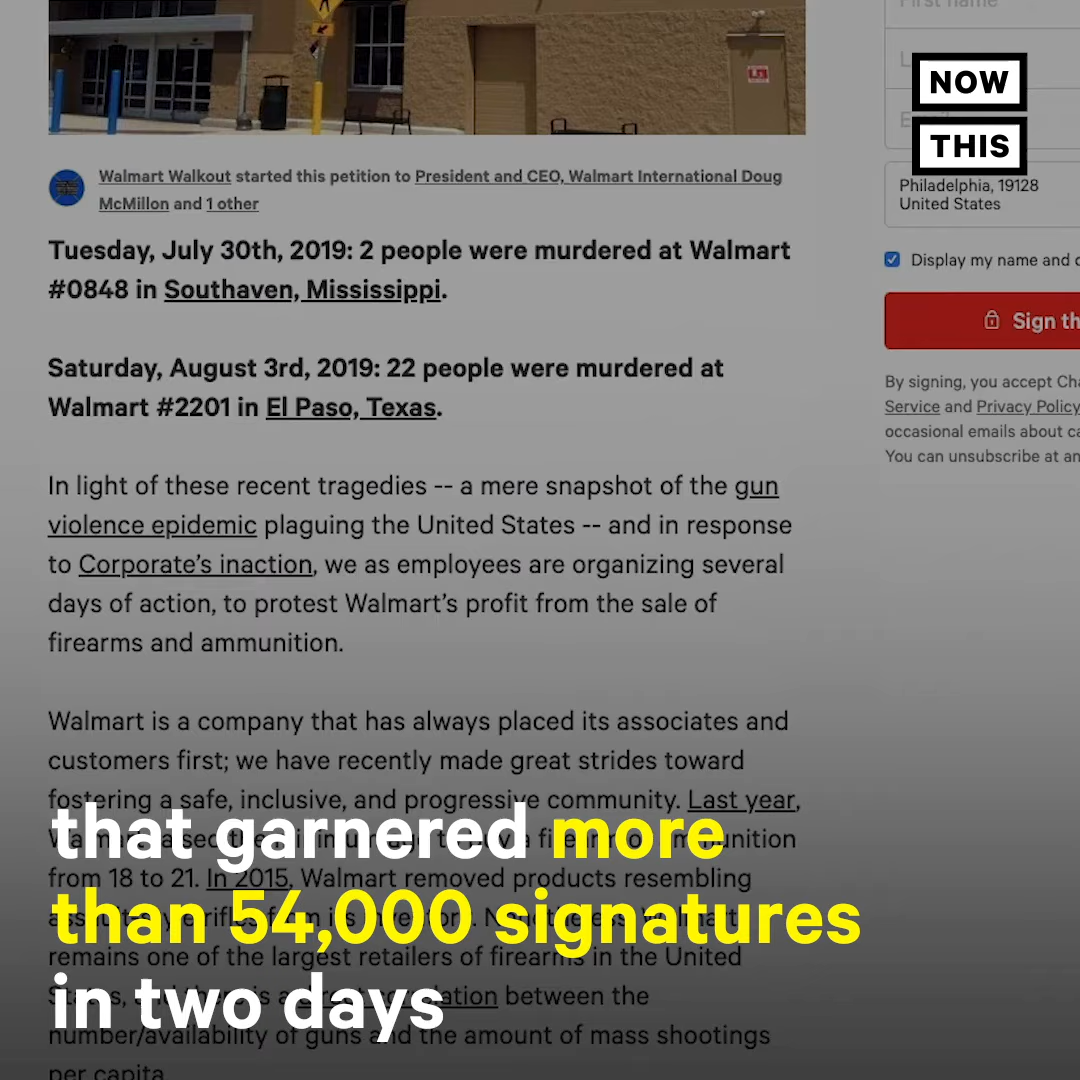 First name
NOW
THIS
Philadelphia, 19128
United States
Display my name and c
Sign th
By signing, you accept Cha
Service and Privacy Policy
occasional emails about ca
You can unsubscribe at an
Walmart Walkout started this petition to President and CEO, Walmart International Doug
McMillon and 1 other
Tuesday, July 30th, 2019: 2 people were murdered at Walmart
#0848 in Southaven, Mississippi.
Saturday, August 3rd, 2019: 22 people were murdered at
Walmart #2201 in El Paso, Texas.
In light of these recent tragedies -- a mere snapshot of the gun
violence epidemic plaguing the United States -- and in response
to Corporate's inaction, we as employees are organizing several
days of action, to protest Walmart's profit from the sale of
firearms and ammunition.
Walmart is a company that has always placed its associates and
customers first; we have recently made great strides toward
fostering a safe, inclusive, and progressive community. Last year,
from 18 to 21. In 2015, Walmart removed products resembling
remains one of the largest retailers of firearms in the United
between the
number/availability of guns and the amount of mass shootings
per capita
that garnered more
than 54,000 signatures
in two days